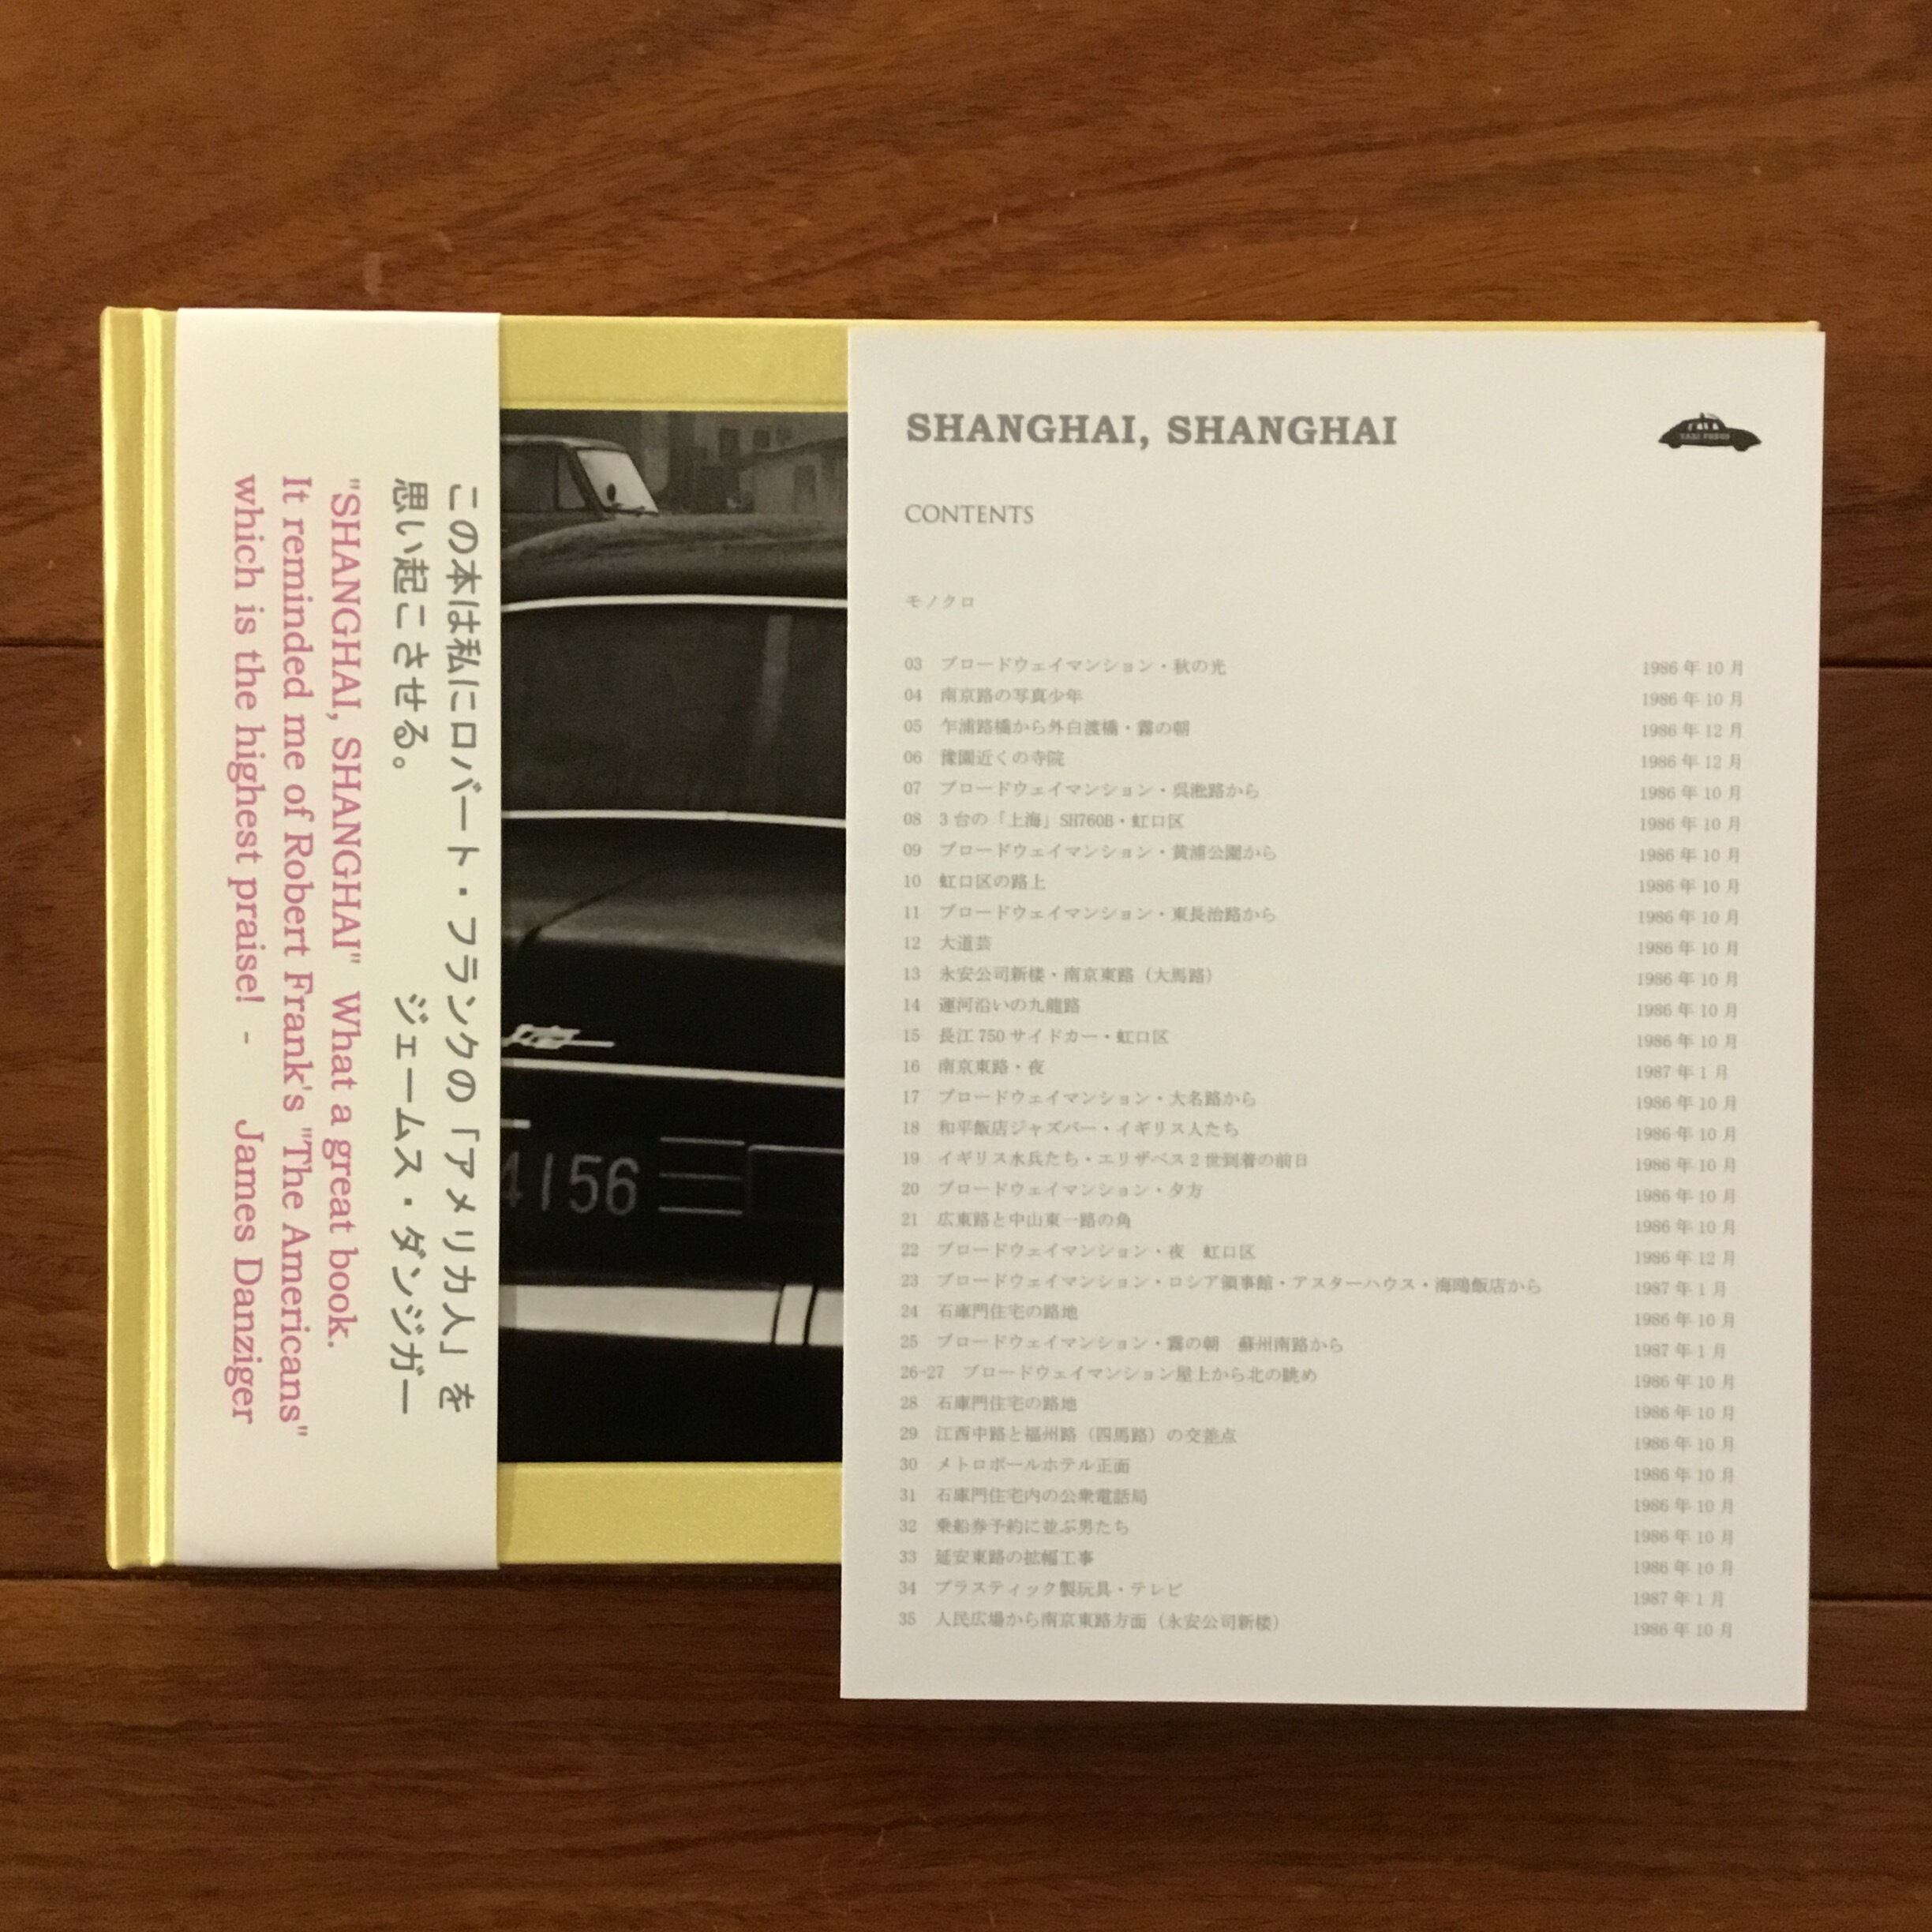 この本は私にロバート・フランクの「アメリカ人」を
思い起こさせる。 ジェームス・ダンジガー
"SHANGHAI, SHANGHAI" What a great book.
It reminded me of Robert Frank's "The Americans"
which is the highest praise! - James Danziger
4156
SHANGHAI, SHANGHAI
CONTENTS
モノクロ
03 ブロードウェイマンション・秋の光 1986年10月
04 南京路の写真少年 1986年10月
05 乍浦路橋から外白渡橋・霧の朝 1986年12月
06 豫園近くの寺院 1986年12月
07 ブロードウェイマンション・呉淞路から 1986年10月
08 3台の「上海」SH760B・虹口区 1986年10月
09 ブロードウェイマンション・黄浦公園から 1986年10月
10 虹口区の路上 1986年10月
11 ブロードウェイマンション・東長治路から 1986年10月
12 大道芸 1986年10月
13 永安公司新楼・南京東路（大馬路） 1986年10月
14 運河沿いの九龍路 1986年10月
15 長江750サイドカー・虹口区 1986年10月
16 南京東路・夜 1987年1月
17 ブロードウェイマンション・大名路から 1986年10月
18 和平飯店ジャズバー・イギリス人たち 1986年10月
19 イギリス水兵たち・エリザベス2世到着の前日 1986年10月
20 ブロードウェイマンション・夕方 1986年10月
21 広東路と中山東一路の角 1986年10月
22 ブロードウェイマンション・夜 虹口区 1986年12月
23 ブロードウェイマンション・ロシア領事館・アスターハウス・海鴎飯店から 1987年1月
24 石庫門住宅の路地 1986年10月
25 ブロードウェイマンション・霧の朝 蘇州南路から 1987年1月
26-27 ブロードウェイマンション屋上から北の眺め 1986年10月
28 石庫門住宅の路地 1986年10月
29 江西中路と福州路（四馬路）の交差点 1986年10月
30 メトロポールホテル正面 1986年10月
31 石庫門住宅内の公衆電話局 1986年10月
32 乗船券予約に並ぶ男たち 1986年10月
33 延安東路の拡幅工事 1986年10月
34 プラスティック製玩具・テレビ 1987年1月
35 人民広場から南京東路方面（永安公司新楼） 1986年10月